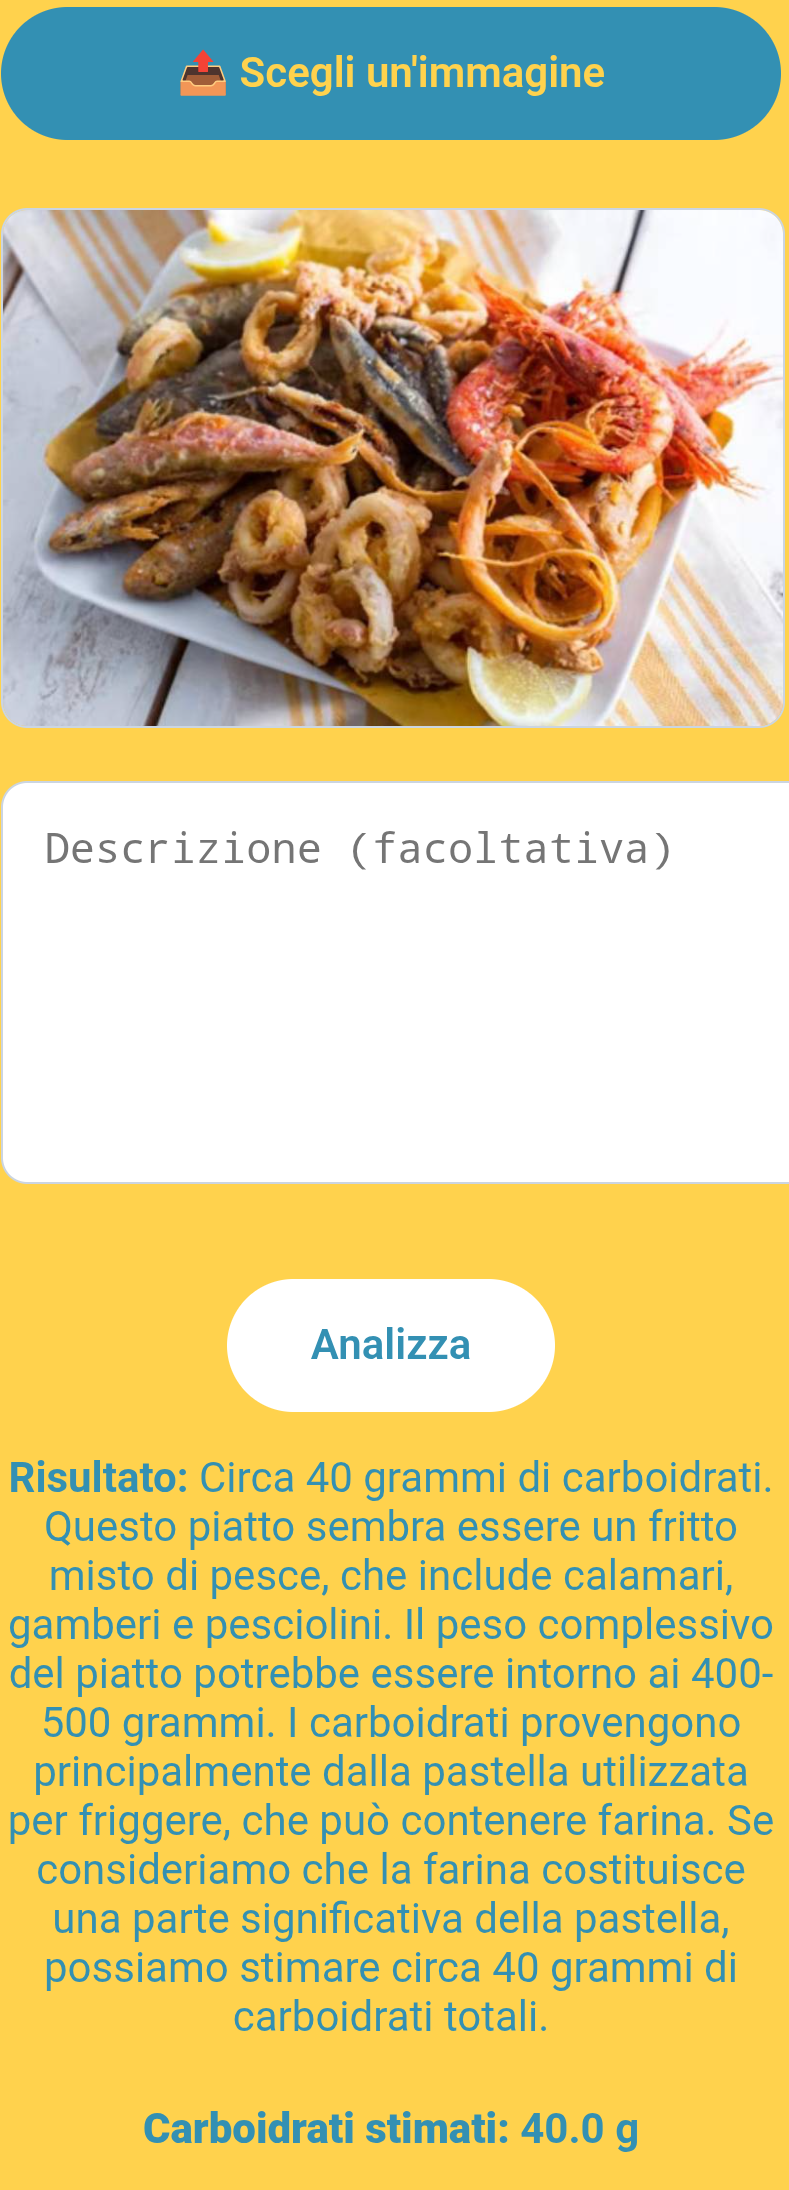 📤 Scegli un'immagine
Descrizione (facoltativa)
Analizza
Risultato: Circa 40 grammi di carboidrati.
Questo piatto sembra essere un fritto
misto di pesce, che include calamari,
gamberi e pesciolini. Il peso complessivo
del piatto potrebbe essere intorno ai 400-
500 grammi. I carboidrati provengono
principalmente dalla pastella utilizzata
per friggere, che può contenere farina. Se
consideriamo che la farina costituisce
una parte significativa della pastella,
possiamo stimare circa 40 grammi di
carboidrati totali.
Carboidrati stimati: 40.0 g